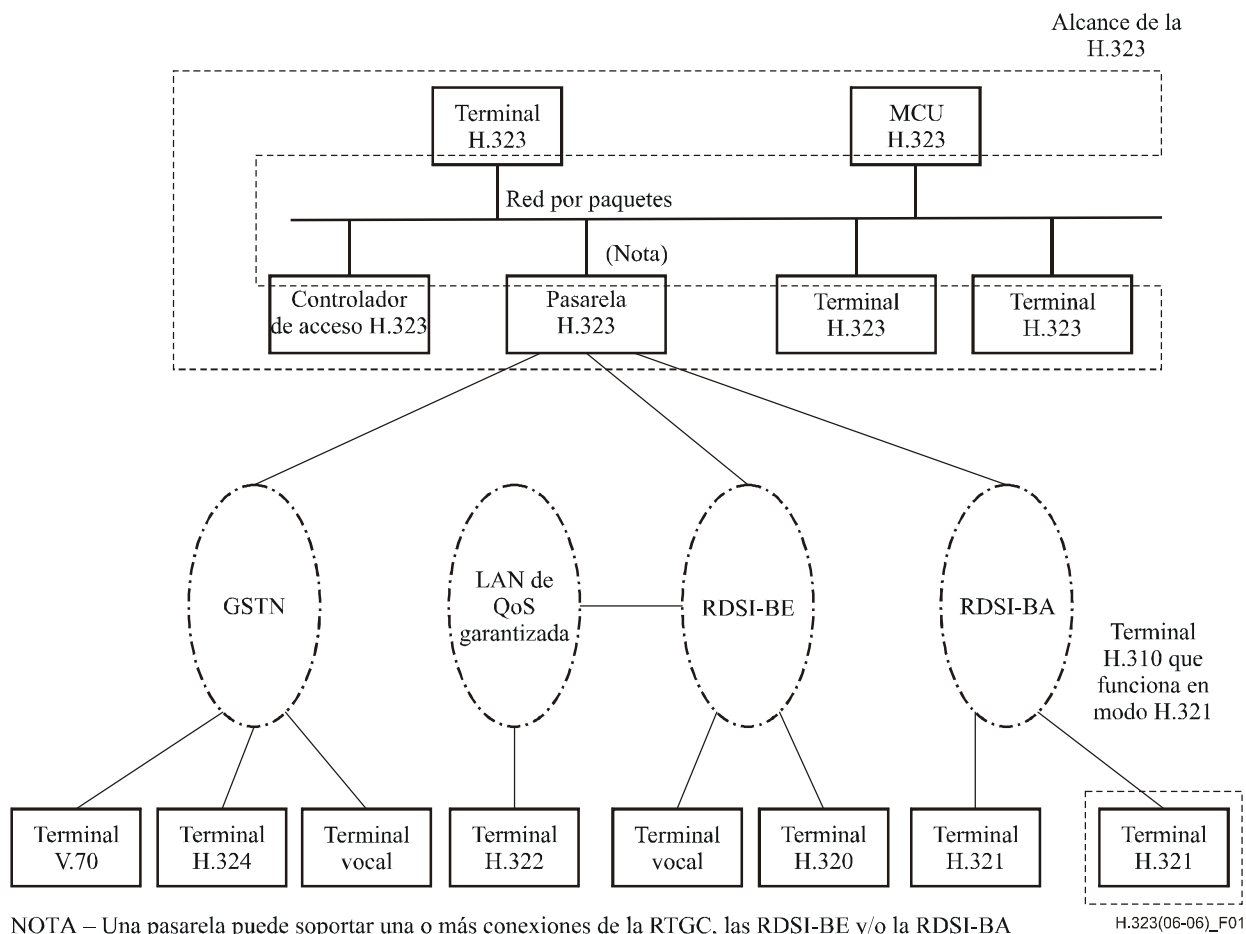 Alcance de la
H.323
Terminal
H.323
MCU
H.323
Red por paquetes
(Nota)
Controlador
de acceso H.323
Pasarela
H.323
Terminal
H.323
Terminal
H.323
GSTN
LAN de
QoS
garantizada
RDSI-BE
RDSI-BA
Terminal
H.310 que
funciona en
modo H.321
Terminal
V.70
Terminal
H.324
Terminal
vocal
Terminal
H.322
Terminal
vocal
Terminal
H.320
Terminal
H.321
Terminal
H.321
NOTA – Una pasarela puede soportar una o más conexiones de la RTGC, las RDSI-BE y/o la RDSI-BA
H.323(06-06)_F01